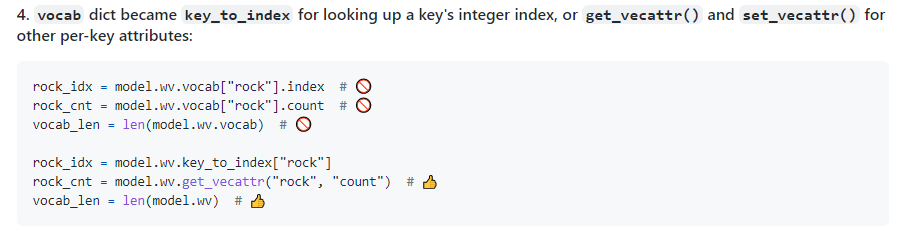 4. vocab dict became key_to_index for looking up a key's integer index, or get_vecattr() and set_vecattr() for
other per-key attributes:
rock_idx = model.wv.vocab["rock"].index  # 🚫
rock_cnt = model.wv.vocab["rock"].count  # 🚫
vocab_len = len(model.wv.vocab)  # 🚫
rock_idx = model.wv.key_to_index["rock"]
rock_cnt = model.wv.get_vecattr("rock", "count")  # 👍
vocab_len = len(model.wv)  # 👍